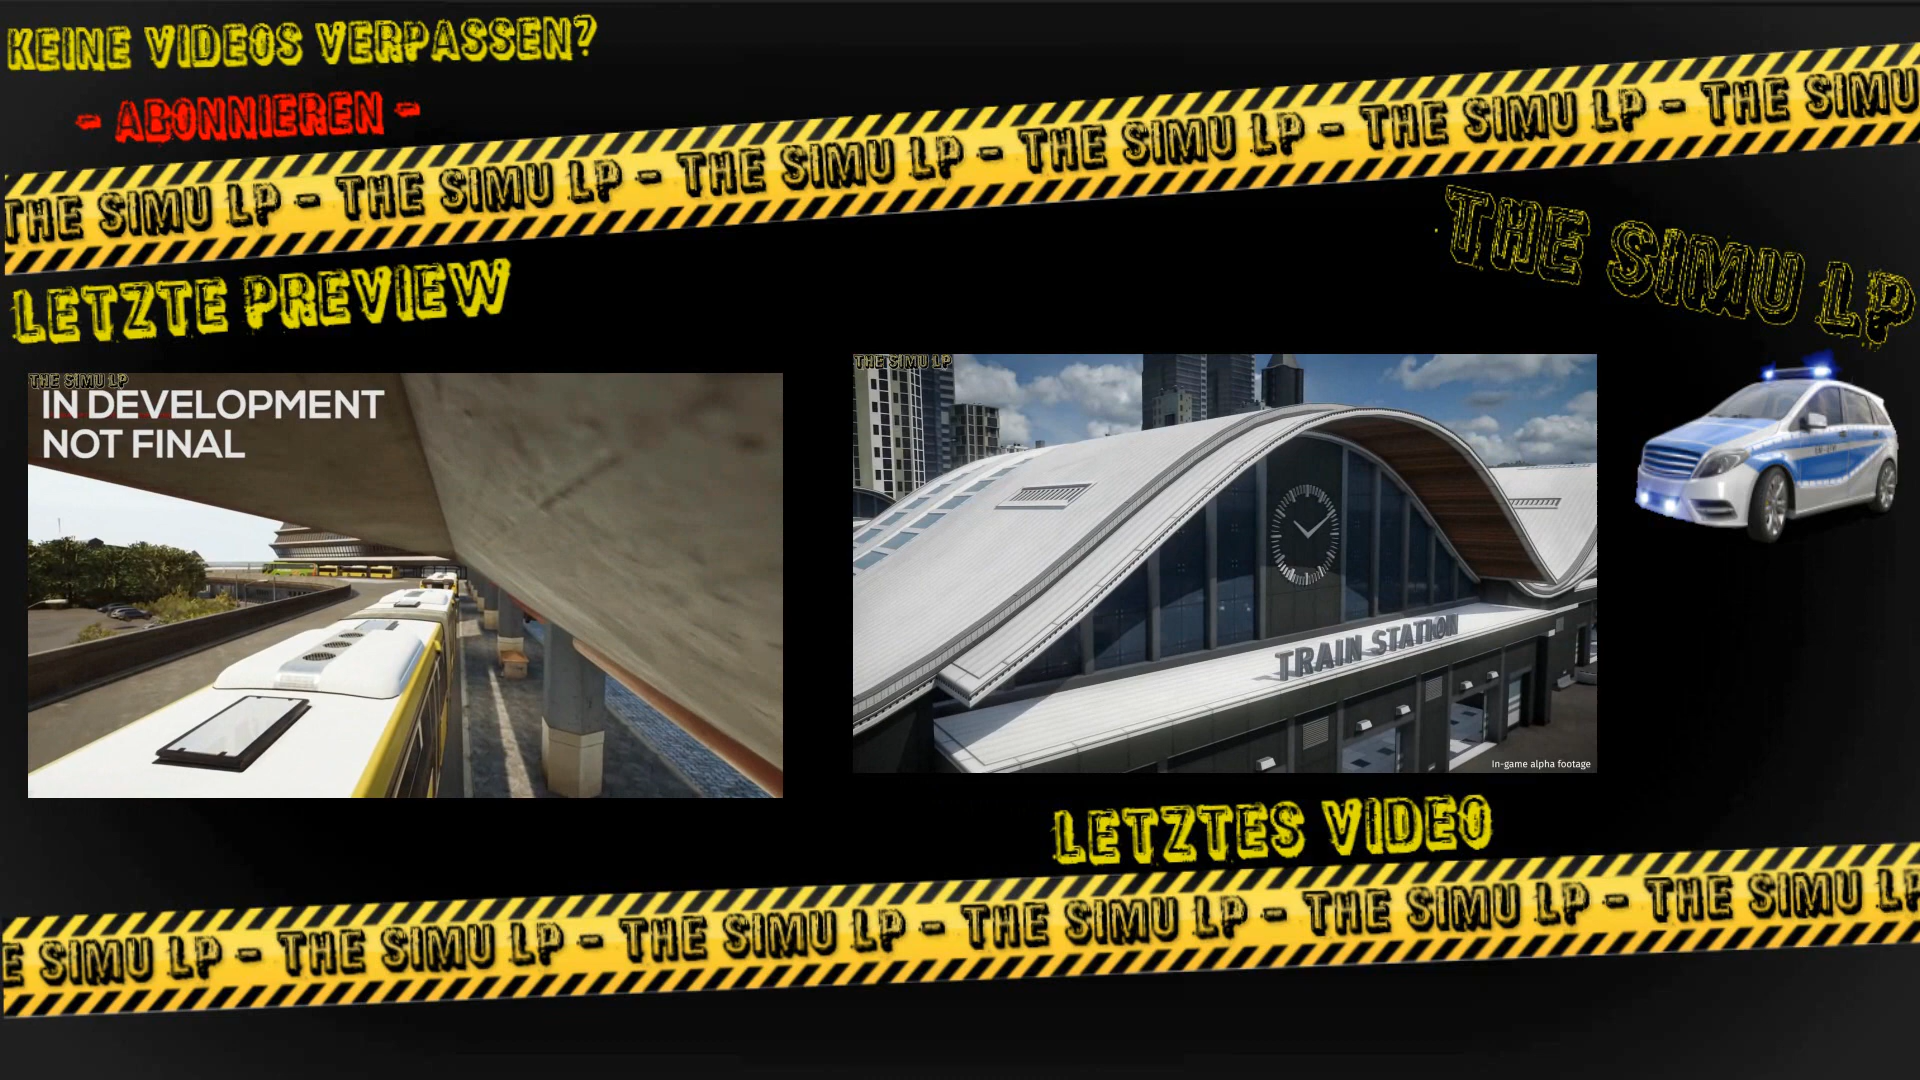 KEINE VIDEOS VERPASSEN?
- ABONNIEREN -
THE SIMU LP - THE SIMU LP - THE SIMU LP - THE SIMU LP - THE SIMU LP - THE SIMU
THE SIMU LP
LETZTE PREVIEW
THE SIMU LP
IN DEVELOPMENT
NOT FINAL
THE SIMU LP
TRAIN STATION
In-game alpha footage
LETZTES VIDEO
E SIMU LP - THE SIMU LP - THE SIMU LP - THE SIMU LP - THE SIMU LP - THE SIMU LP